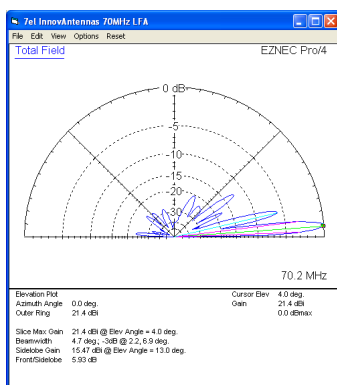 7el InnovAntennas 70MHz LFA
File Edit View Options Reset
Total Field
EZNEC Pro/4
0 dB
-5
-10
-15
-20
-30
70.2 MHz
Elevation Plot
Azimuth Angle 0.0 deg.
Outer Ring 21.4 dBi
Cursor Elev 4.0 deg.
Gain 21.4 dBi
0.0 dBmax
Slice Max Gain 21.4 dBi @ Elev Angle = 4.0 deg.
Beamwidth 4.7 deg.; -3dB @ 2.2, 6.9 deg.
Sidelobe Gain 15.47 dBi @ Elev Angle = 13.0 deg.
Front/Sidelobe 5.93 dB